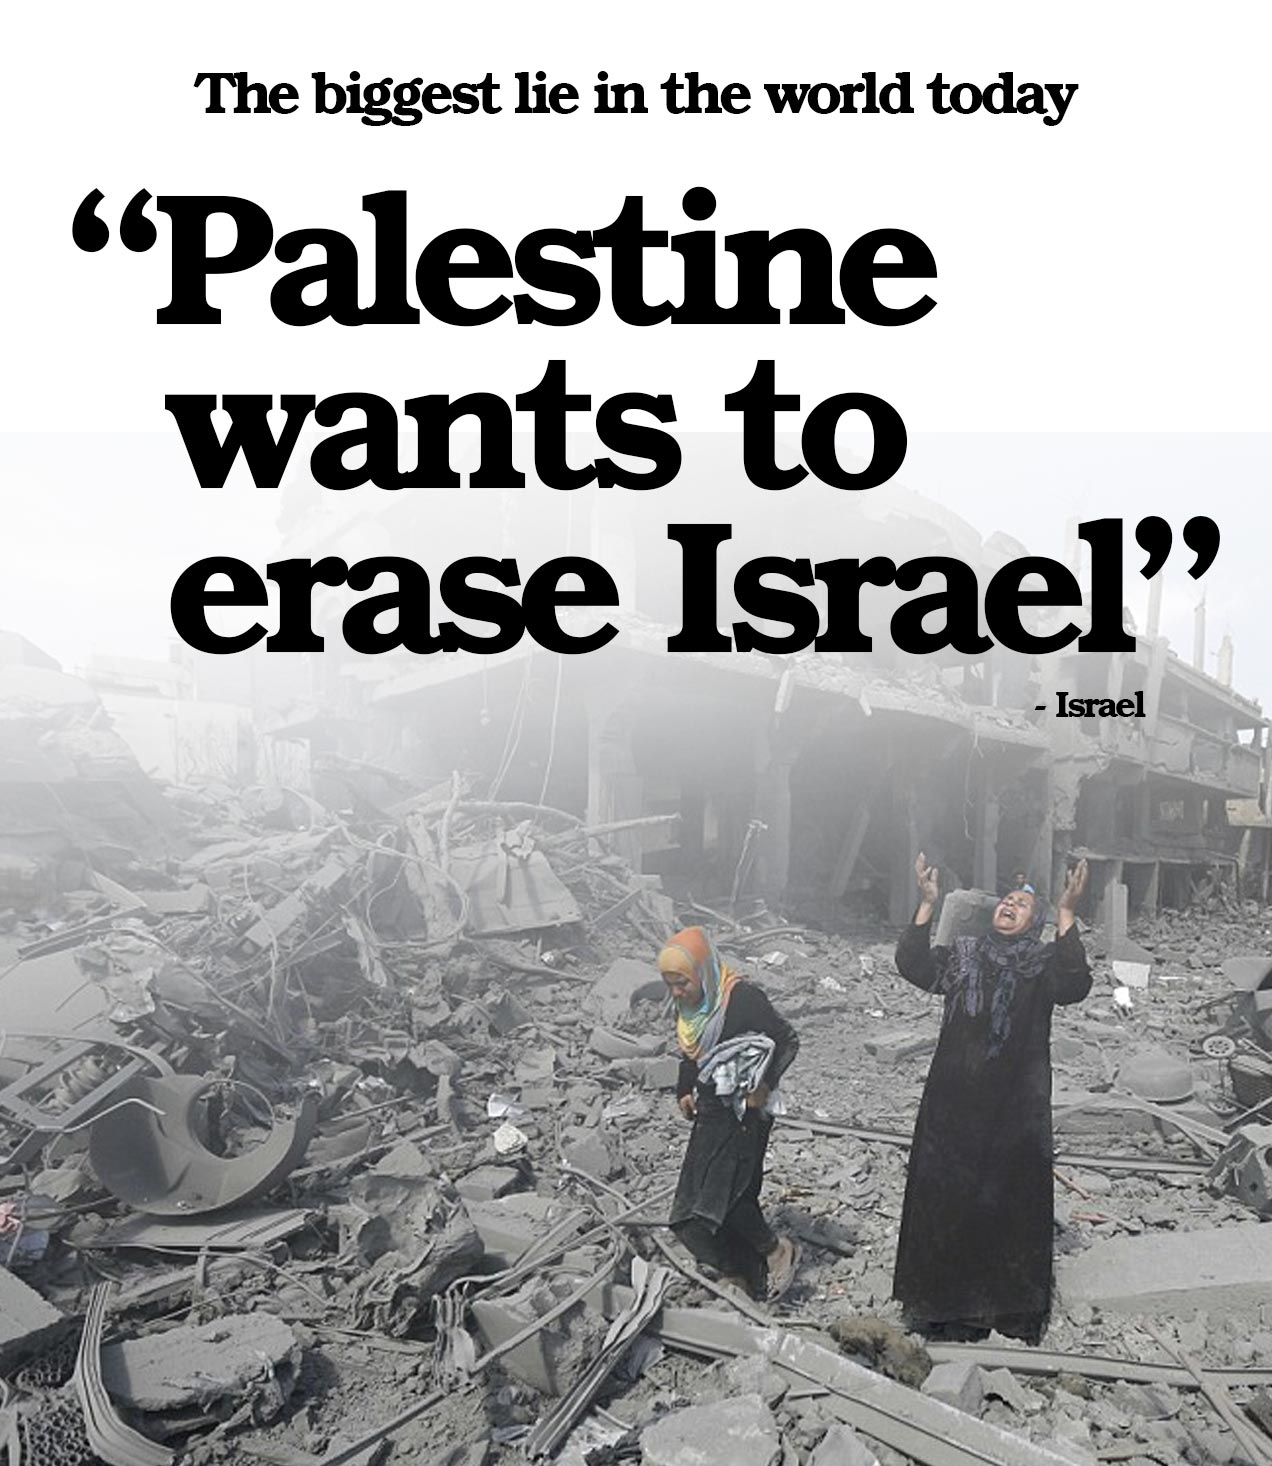 The biggest lie in the world today
“Palestine
wants to
erase Israel”
- Israel